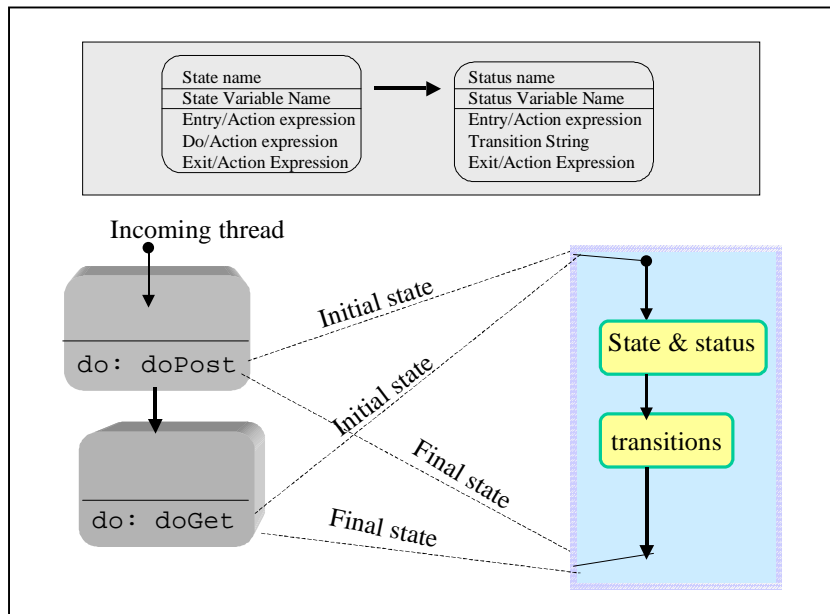 State name
State Variable Name
Entry/Action expression
Do/Action expression
Exit/Action Expression
Status name
Status Variable Name
Entry/Action expression
Transition String
Exit/Action Expression
Incoming thread
do: doPost
do: doGet
Initial state
Initial state
Final state
Final state
State & status
transitions